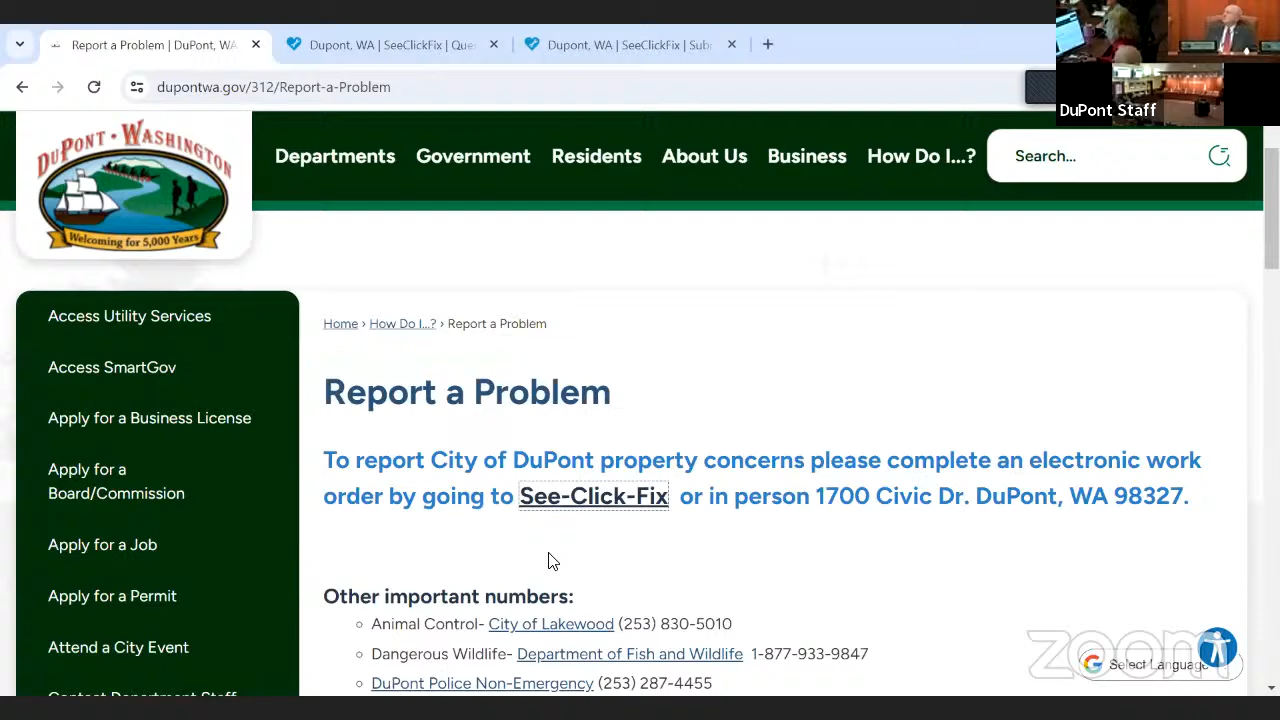 Report a Problem | DuPont, WA
Dupont, WA | SeeClickFix | Que
Dupont, WA | SeeClickFix | Sub
dupontwa.gov/312/Report-a-Problem
DuPont Staff
DUPONT • WASHINGTON
Welcoming for 5,000 Years
Departments
Government
Residents
About Us
Business
How Do I...?
Search...
Access Utility Services
Access SmartGov
Apply for a Business License
Apply for a
Board/Commission
Apply for a Job
Apply for a Permit
Attend a City Event
Contact Department Staff
Home › How Do I...? › Report a Problem
Report a Problem
To report City of DuPont property concerns please complete an electronic work
order by going to See-Click-Fix or in person 1700 Civic Dr. DuPont, WA 98327.
Other important numbers:
Animal Control- City of Lakewood (253) 830-5010
Dangerous Wildlife- Department of Fish and Wildlife 1-877-933-9847
DuPont Police Non-Emergency (253) 287-4455
zoom
Select Language